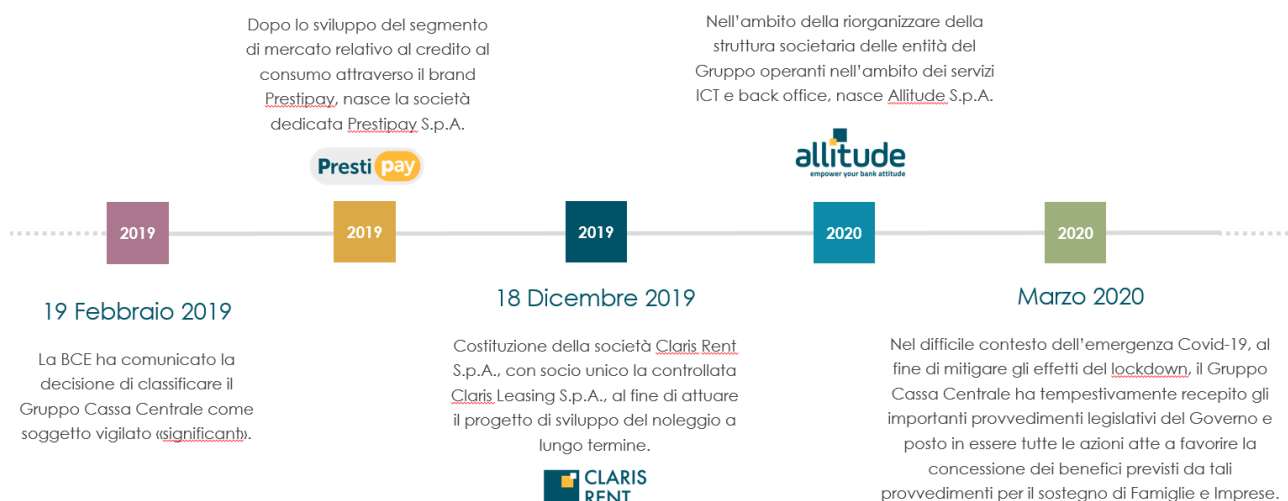 Dopo lo sviluppo del segmento
di mercato relativo al credito al
consumo attraverso il brand
Prestipay, nasce la società
dedicata Prestipay S.p.A.
Presti pay
Nell'ambito della riorganizzare della
struttura societaria delle entità del
Gruppo operanti nell'ambito dei servizi
ICT e back office, nasce Allitude S.p.A.
allitude
empower your bank attitude
2019
2019
2019
2020
2020
19 Febbraio 2019
La BCE ha comunicato la
decisione di classificare il
Gruppo Cassa Centrale come
soggetto vigilato «significant».
18 Dicembre 2019
Costituzione della società Claris Rent
S.p.A., con socio unico la controllata
Claris Leasing S.p.A., al fine di attuare
il progetto di sviluppo del noleggio a
lungo termine.
CLARIS
RENT
Marzo 2020
Nel difficile contesto dell'emergenza Covid-19, al
fine di mitigare gli effetti del lockdown, il Gruppo
Cassa Centrale ha tempestivamente recepito gli
importanti provvedimenti legislativi del Governo e
posto in essere tutte le azioni atte a favorire la
concessione dei benefici previsti da tali
provvedimenti per il sostegno di Famiglie e Imprese.